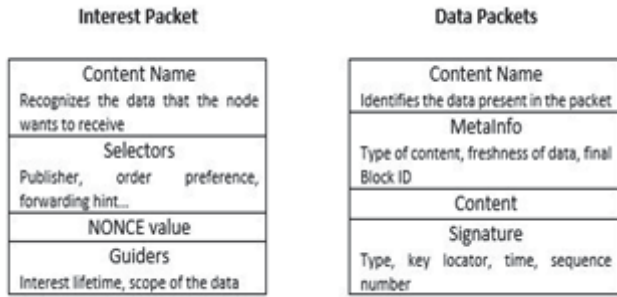 Interest Packet
Content Name
Recognizes the data that the node
wants to receive
Selectors
Publisher, order preference,
forwarding hint...
NONCE value
Guiders
Interest lifetime, scope of the data
Data Packets
Content Name
Identifies the data present in the packet
MetaInfo
Type of content, freshness of data, final
Block ID
Content
Signature
Type, key locator, time, sequence
number